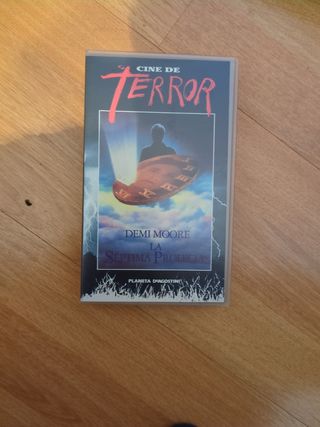 CINE DE
TERROR
DEMI MOORE
LA
SÉPTIMA PROFECÍA
PLANETA DEAGOSTINI